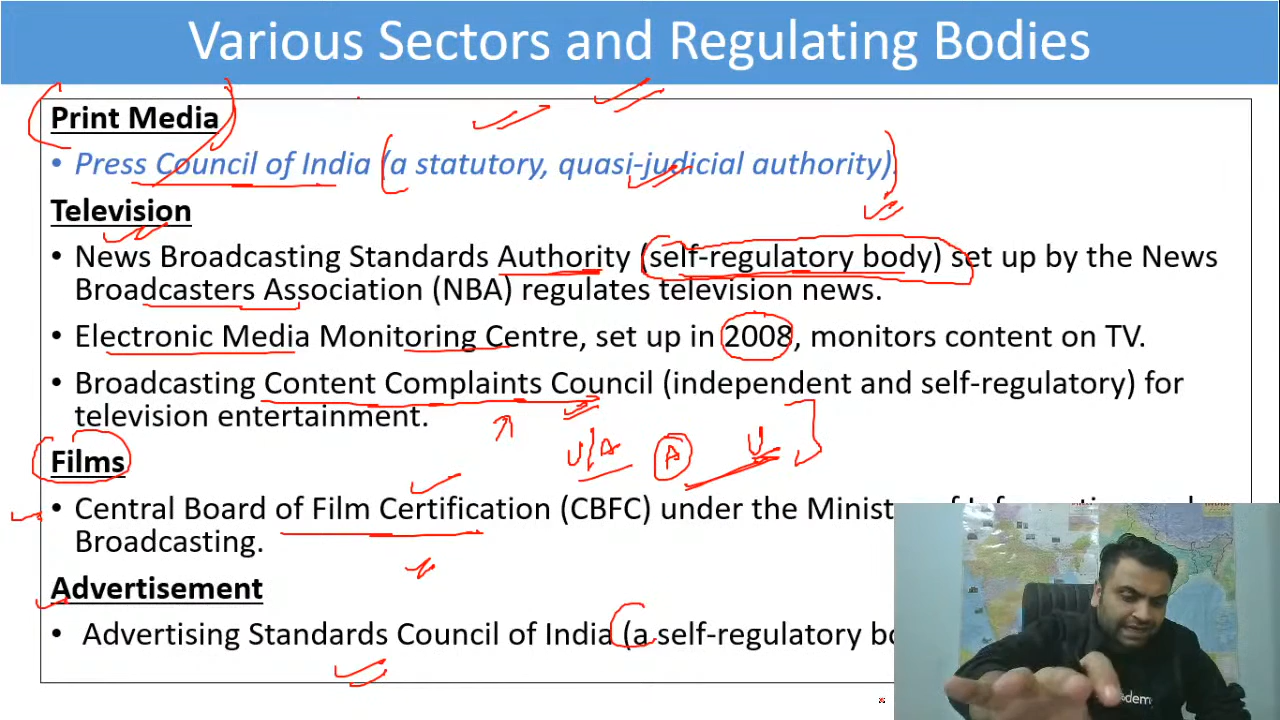 Various Sectors and Regulating Bodies
Print Media
• Press Council of India (a statutory, quasi-judicial authority).
Television
• News Broadcasting Standards Authority (self-regulatory body) set up by the News
Broadcasters Association (NBA) regulates television news.
• Electronic Media Monitoring Centre, set up in 2008, monitors content on TV.
• Broadcasting Content Complaints Council (independent and self-regulatory) for
television entertainment.
U/A A U
Films
• Central Board of Film Certification (CBFC) under the
Broadcasting.
Advertisement
• Advertising Standards Council of India (a self-regulatory